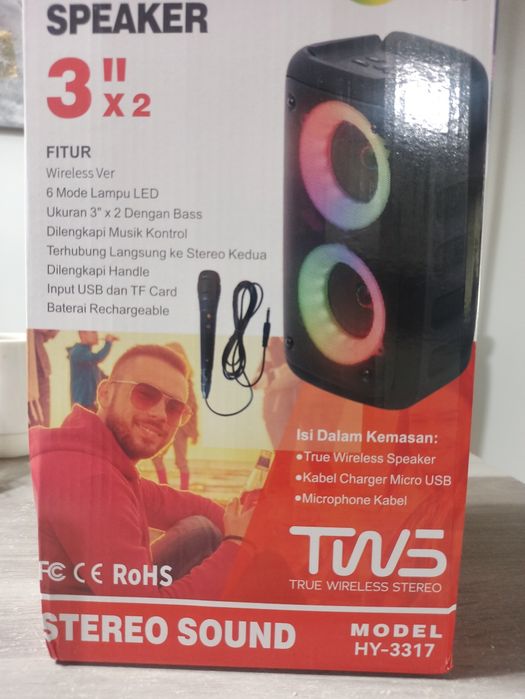 SPEAKER
3" x 2
FITUR
Wireless Ver
6 Mode Lampu LED
Ukuran 3" x 2 Dengan Bass
Dilengkapi Musik Kontrol
Terhubung Langsung ke Stereo Kedua
Dilengkapi Handle
Input USB dan TF Card
Baterai Rechargeable
Isi Dalam Kemasan:
●True Wireless Speaker
●Kabel Charger Micro USB
●Microphone Kabel
TWS
TRUE WIRELESS STEREO
FC CE RoHS
STEREO SOUND
MODEL
HY-3317